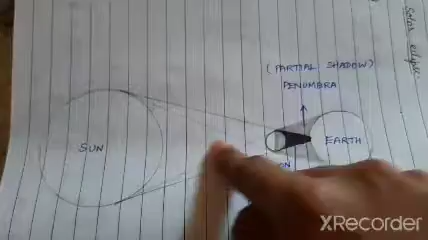 Solar eclipse
(PARTIAL SHADOW)
PENUMBRA
SUN
EARTH
XRecorder